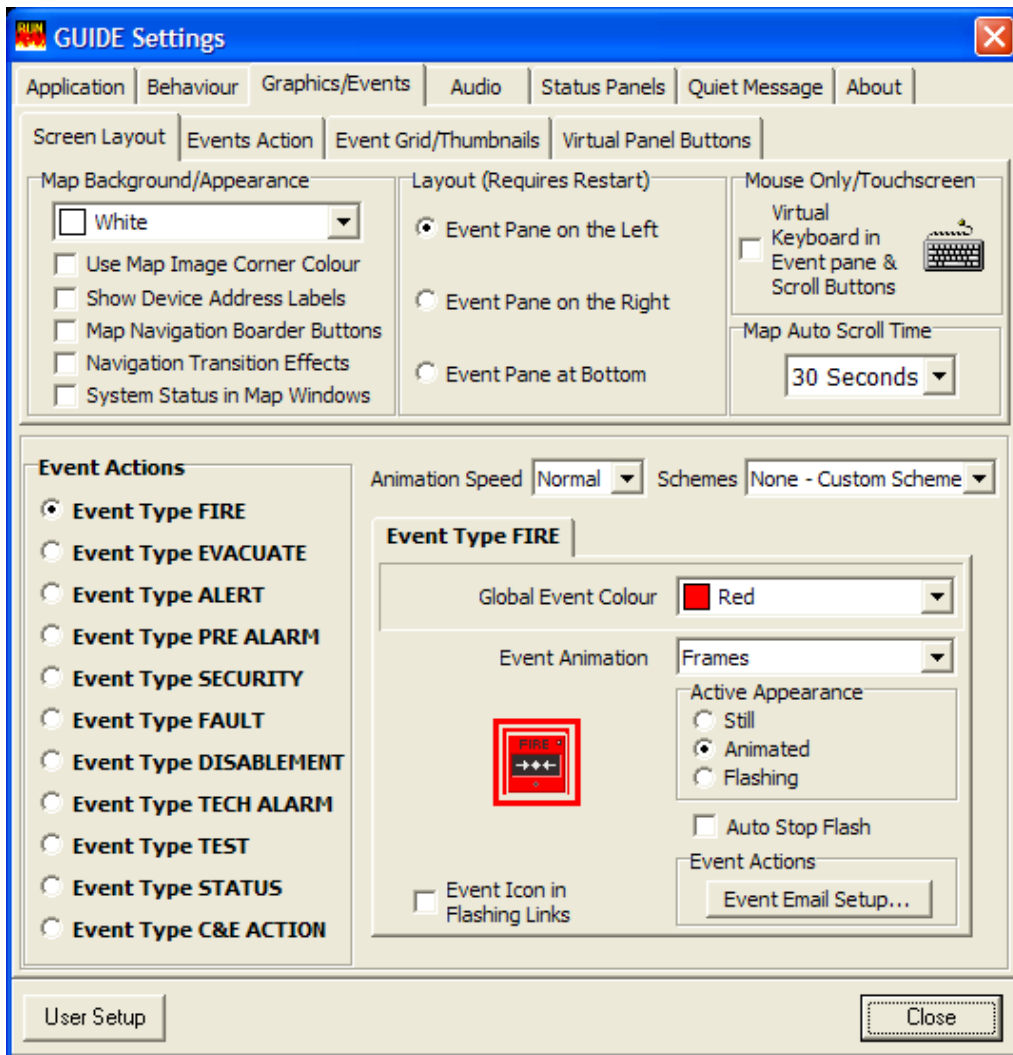 RUN
GUIDE Settings
Application Behaviour Graphics/Events Audio Status Panels Quiet Message About
Screen Layout Events Action Event Grid/Thumbnails Virtual Panel Buttons
Map Background/Appearance
White
Use Map Image Corner Colour
Show Device Address Labels
Map Navigation Boarder Buttons
Navigation Transition Effects
System Status in Map Windows
Layout (Requires Restart)
Event Pane on the Left
Event Pane on the Right
Event Pane at Bottom
Mouse Only/Touchscreen
Virtual
Keyboard in
Event pane &
Scroll Buttons
Map Auto Scroll Time
30 Seconds
Event Actions
Event Type FIRE
Event Type EVACUATE
Event Type ALERT
Event Type PRE ALARM
Event Type SECURITY
Event Type FAULT
Event Type DISABLEMENT
Event Type TECH ALARM
Event Type TEST
Event Type STATUS
Event Type C&E ACTION
Animation Speed Normal Schemes None - Custom Scheme
Event Type FIRE
Global Event Colour Red
Event Animation Frames
FIRE
Active Appearance
Still
Animated
Flashing
Auto Stop Flash
Event Icon in
Flashing Links
Event Actions
Event Email Setup...
User Setup Close